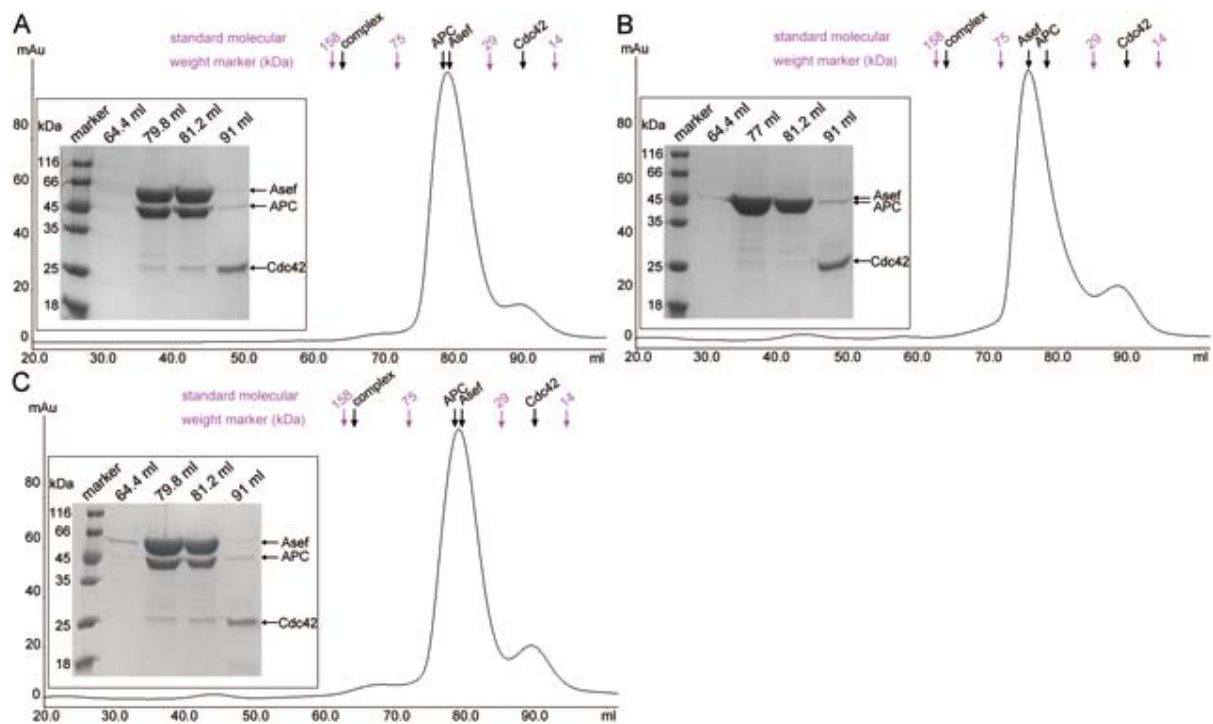 A
mAu
standard molecular
weight marker (kDa)
158 complex 75 APC Asef 29 Cdc42 14
80
60
40
20
0
kDa marker 64.4 ml 79.8 ml 81.2 ml 91 ml
116
66
45
35
25
18
Asef
APC
Cdc42
20.0 30.0 40.0 50.0 60.0 70.0 80.0 90.0 ml
B
mAu
standard molecular
weight marker (kDa)
158 complex 75 Asef APC 29 Cdc42 14
80
60
40
20
0
kDa marker 64.4 ml 77 ml 81.2 ml 91 ml
116
66
45
35
25
18
Asef
APC
Cdc42
20.0 30.0 40.0 50.0 60.0 70.0 80.0 90.0 ml
C
mAu
standard molecular
weight marker (kDa)
158 complex 75 APC Asef 29 Cdc42 14
80
60
40
20
0
kDa marker 64.4 ml 79.8 ml 81.2 ml 91 ml
116
66
45
35
25
18
Asef
APC
Cdc42
20.0 30.0 40.0 50.0 60.0 70.0 80.0 90.0 ml